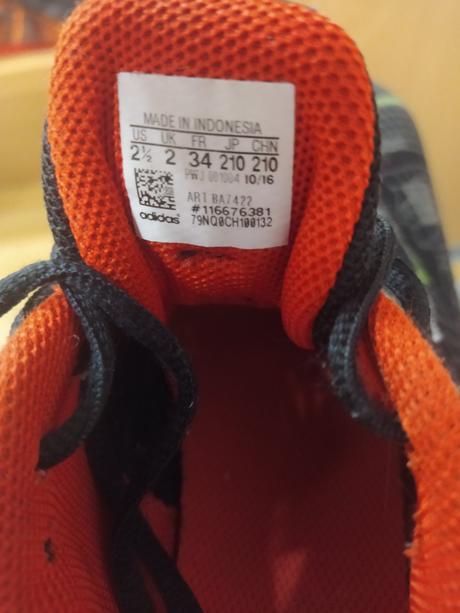 MADE IN INDONESIA
US UK FR JP CHN
2½ 2 34 210 210
PWJ 001004 10/16
ART BA7422
#116676381
adidas 79NQ0CH100132